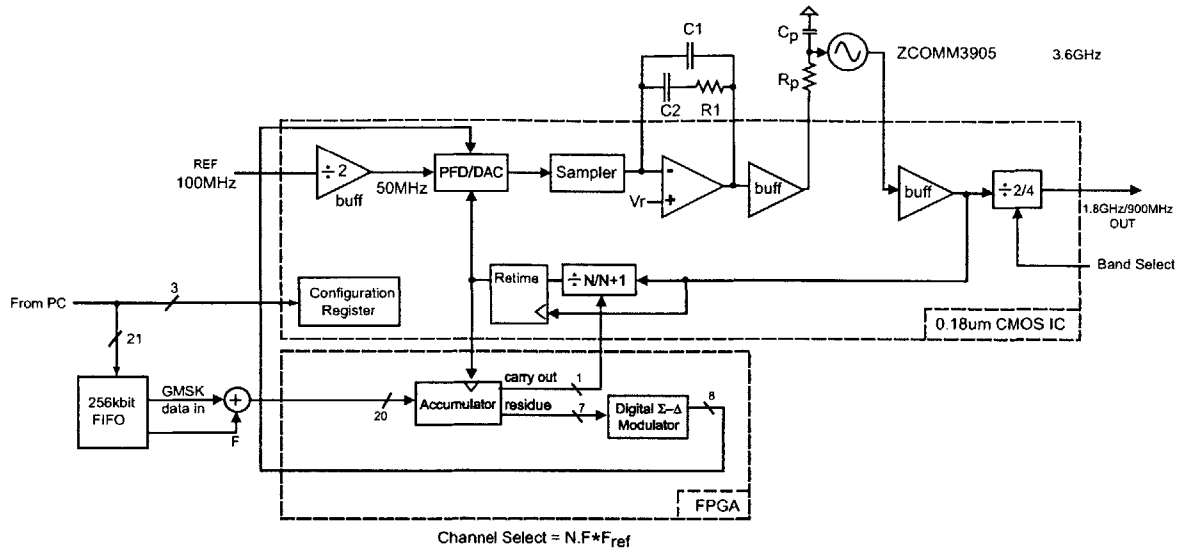 C1
C2
R1
Cp
Rp
ZCOMM3905
3.6GHz
REF
100MHz
÷ 2
buff
50MHz
PFD/DAC
Sampler
-
+
Vr
buff
buff
÷ 2/4
1.8GHz/900MHz
OUT
Band Select
Retime
÷ N/N+1
From PC
3
Configuration
Register
0.18um CMOS IC
21
256kbit
FIFO
GMSK
data in
+
F
20
Accumulator
carry out
1
residue
7
Digital Σ–Δ
Modulator
8
FPGA
Channel Select = N.F*Fref